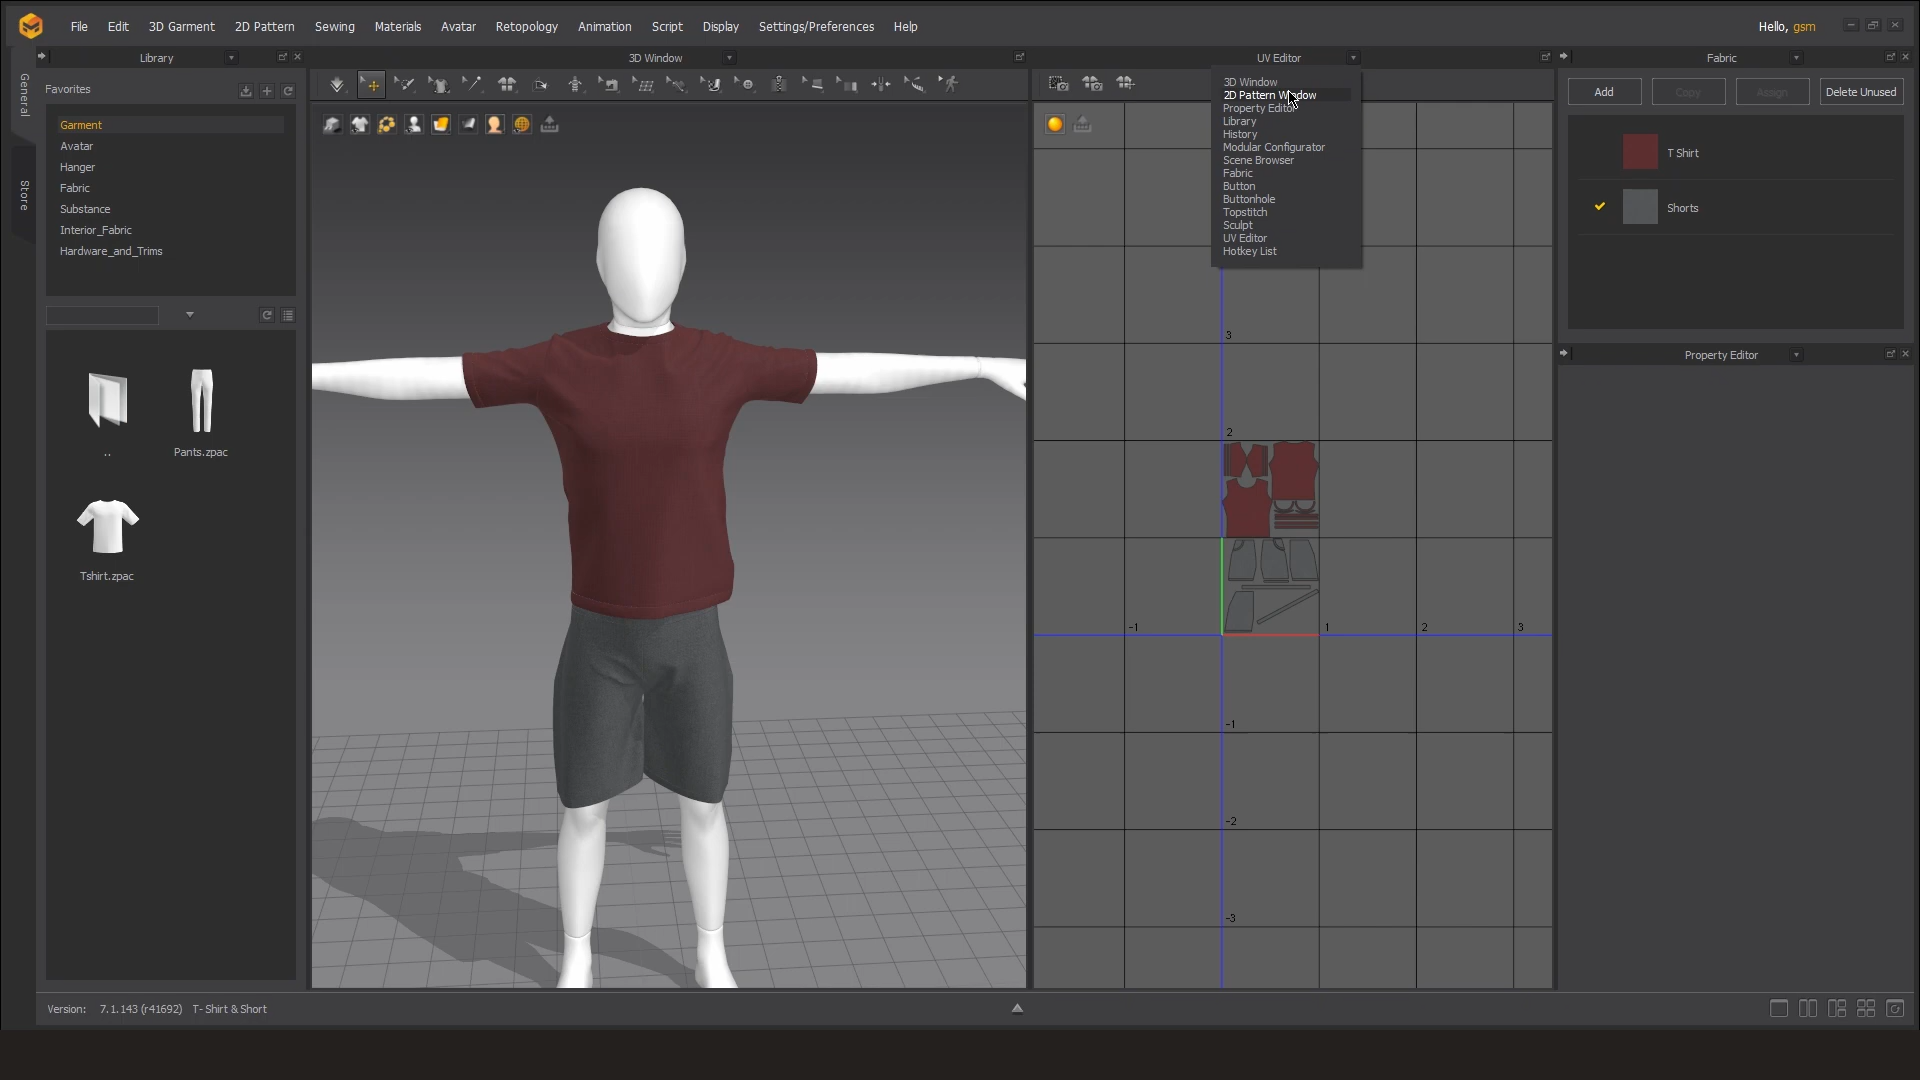 File Edit 3D Garment 2D Pattern Sewing Materials Avatar Retopology Animation Script Display Settings/Preferences Help Hello, gsm
Library
3D Window
UV Editor
Fabric
General
Store
Favorites
Garment
Avatar
Hanger
Fabric
Substance
Interior_Fabric
Hardware_and_Trims
..
Pants.zpac
Tshirt.zpac
3D Window
2D Pattern Window
Property Editor
Library
History
Modular Configurator
Scene Browser
Fabric
Button
Buttonhole
Topstitch
Sculpt
UV Editor
Hotkey List
3
2
-1 1 2 3
-1
-2
-3
Add Copy Assign Delete Unused
T Shirt
Shorts
Property Editor
Version: 7.1.143 (r41692) T- Shirt & Short